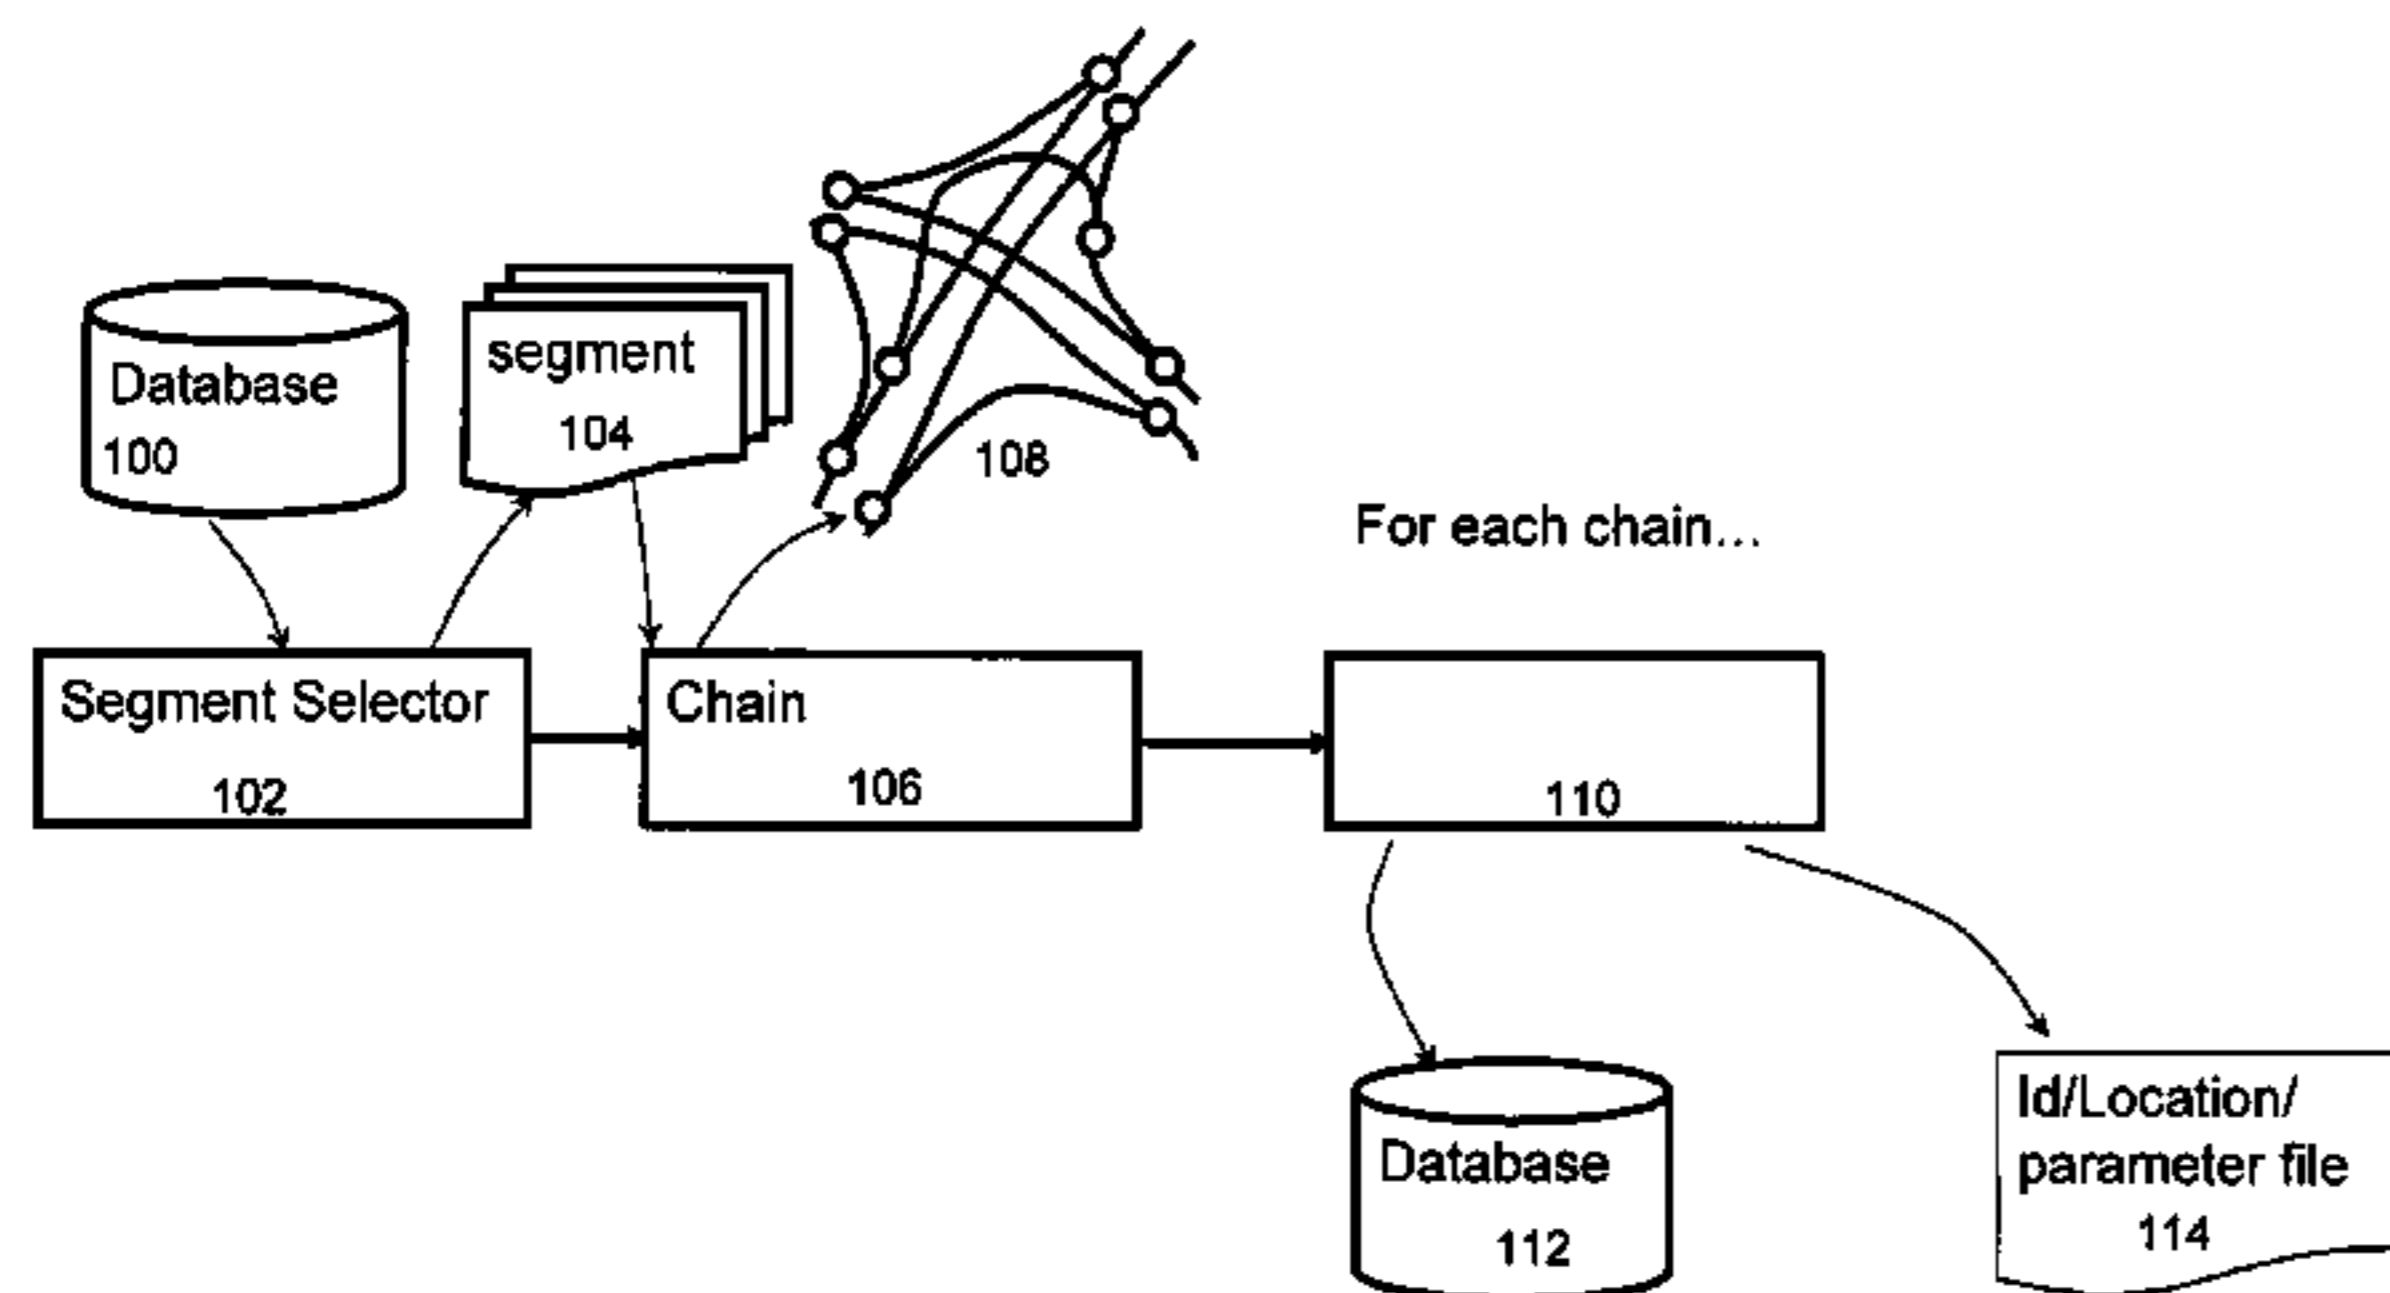 Database
100
segment
104
108
For each chain...
Segment Selector
102
Chain
106
110
Database
112
Id/Location/
parameter file
114